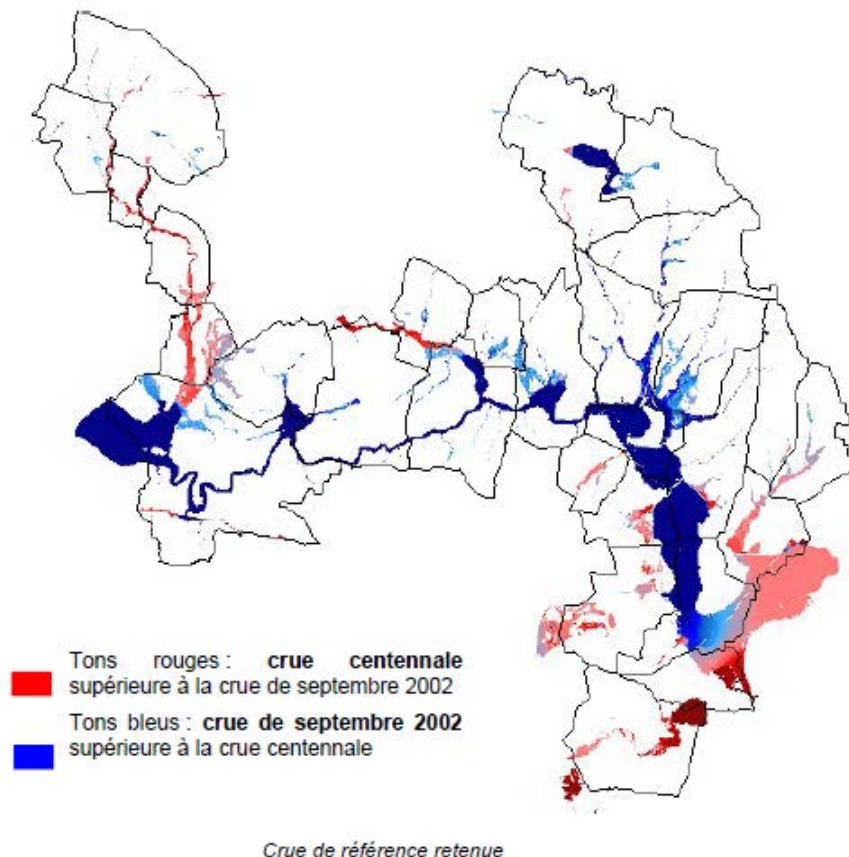 Tons rouges : crue centennale
supérieure à la crue de septembre 2002
Tons bleus : crue de septembre 2002
supérieure à la crue centennale
Crue de référence retenue